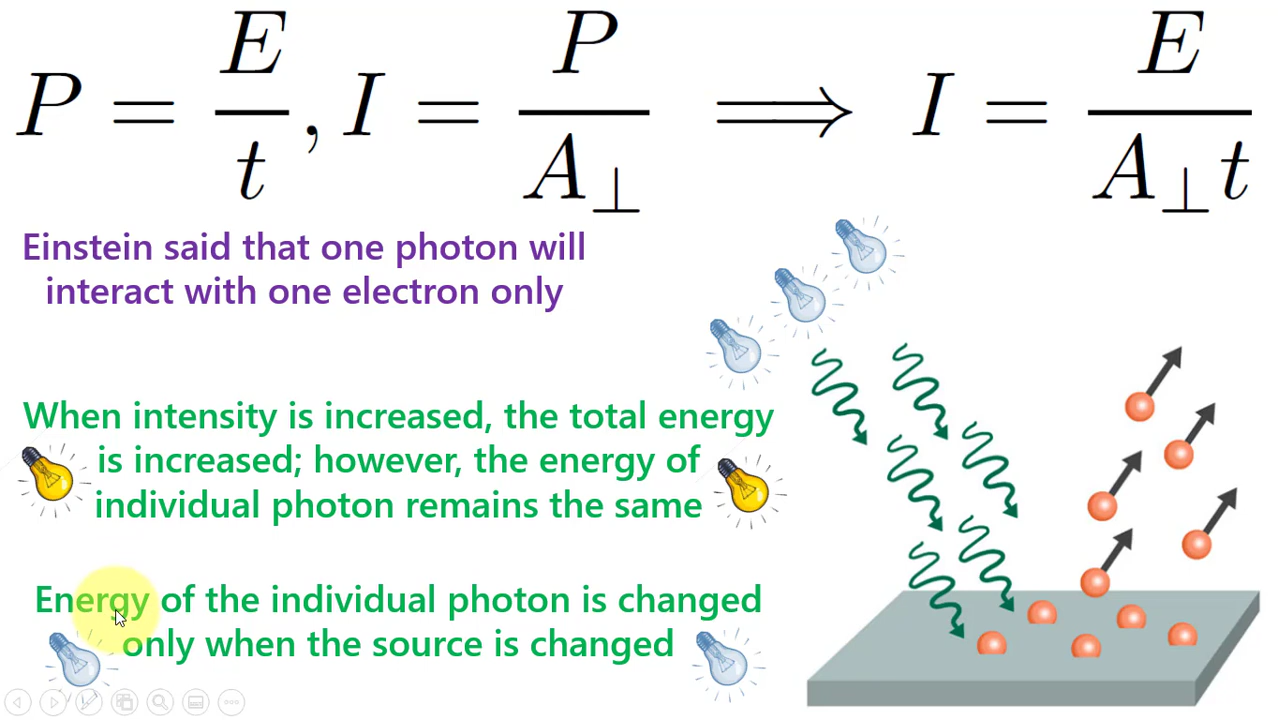 P = E/t, I = P/A⊥ ⟹ I = E/(A⊥ t)
Einstein said that one photon will
interact with one electron only
When intensity is increased, the total energy
is increased; however, the energy of
individual photon remains the same
Energy of the individual photon is changed
only when the source is changed